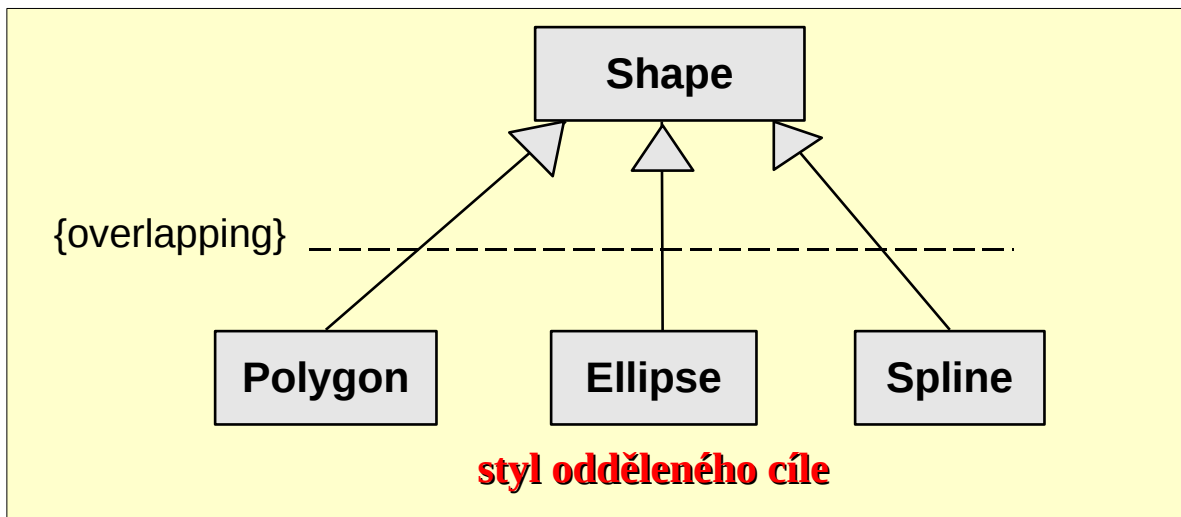 Shape
{overlapping}
Polygon
Ellipse
Spline
styl odděleného cíle